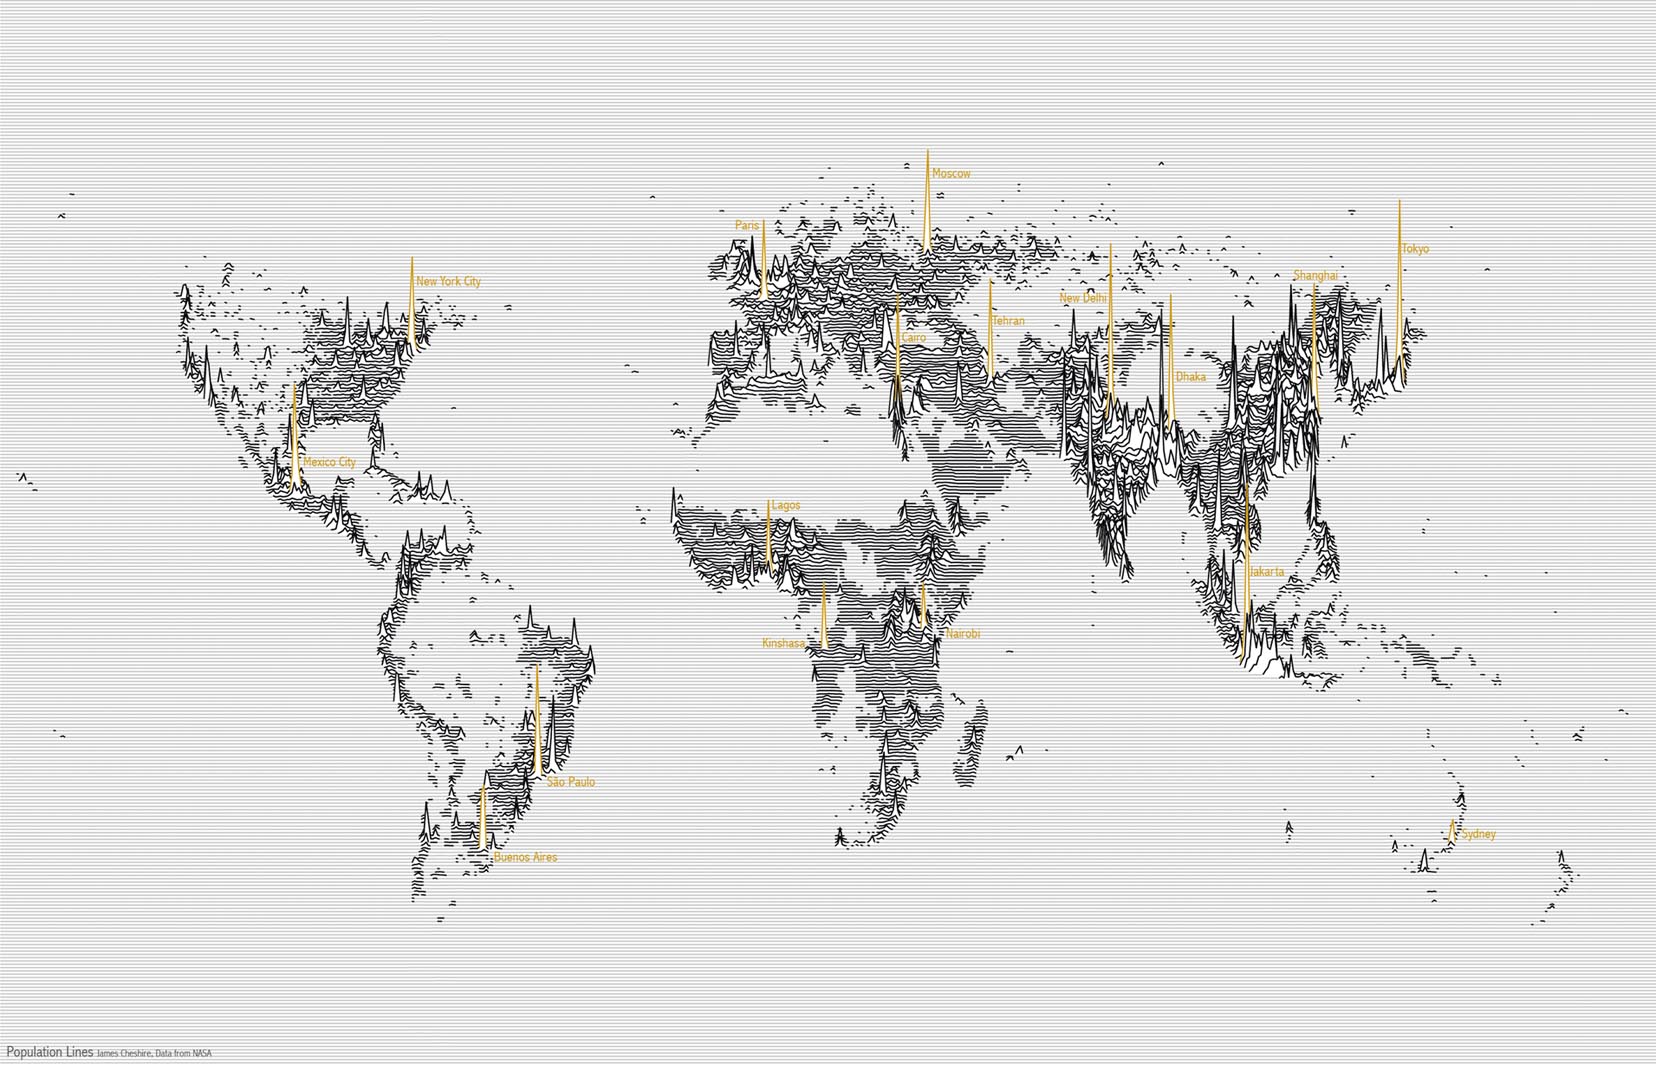 Moscow
Paris
Tokyo
New York City
Shanghai
New Delhi
Tehran
Cairo
Dhaka
Mexico City
Lagos
Jakarta
Nairobi
Kinshasa
São Paulo
Sydney
Buenos Aires
Population Lines James Cheshire, Data from NASA